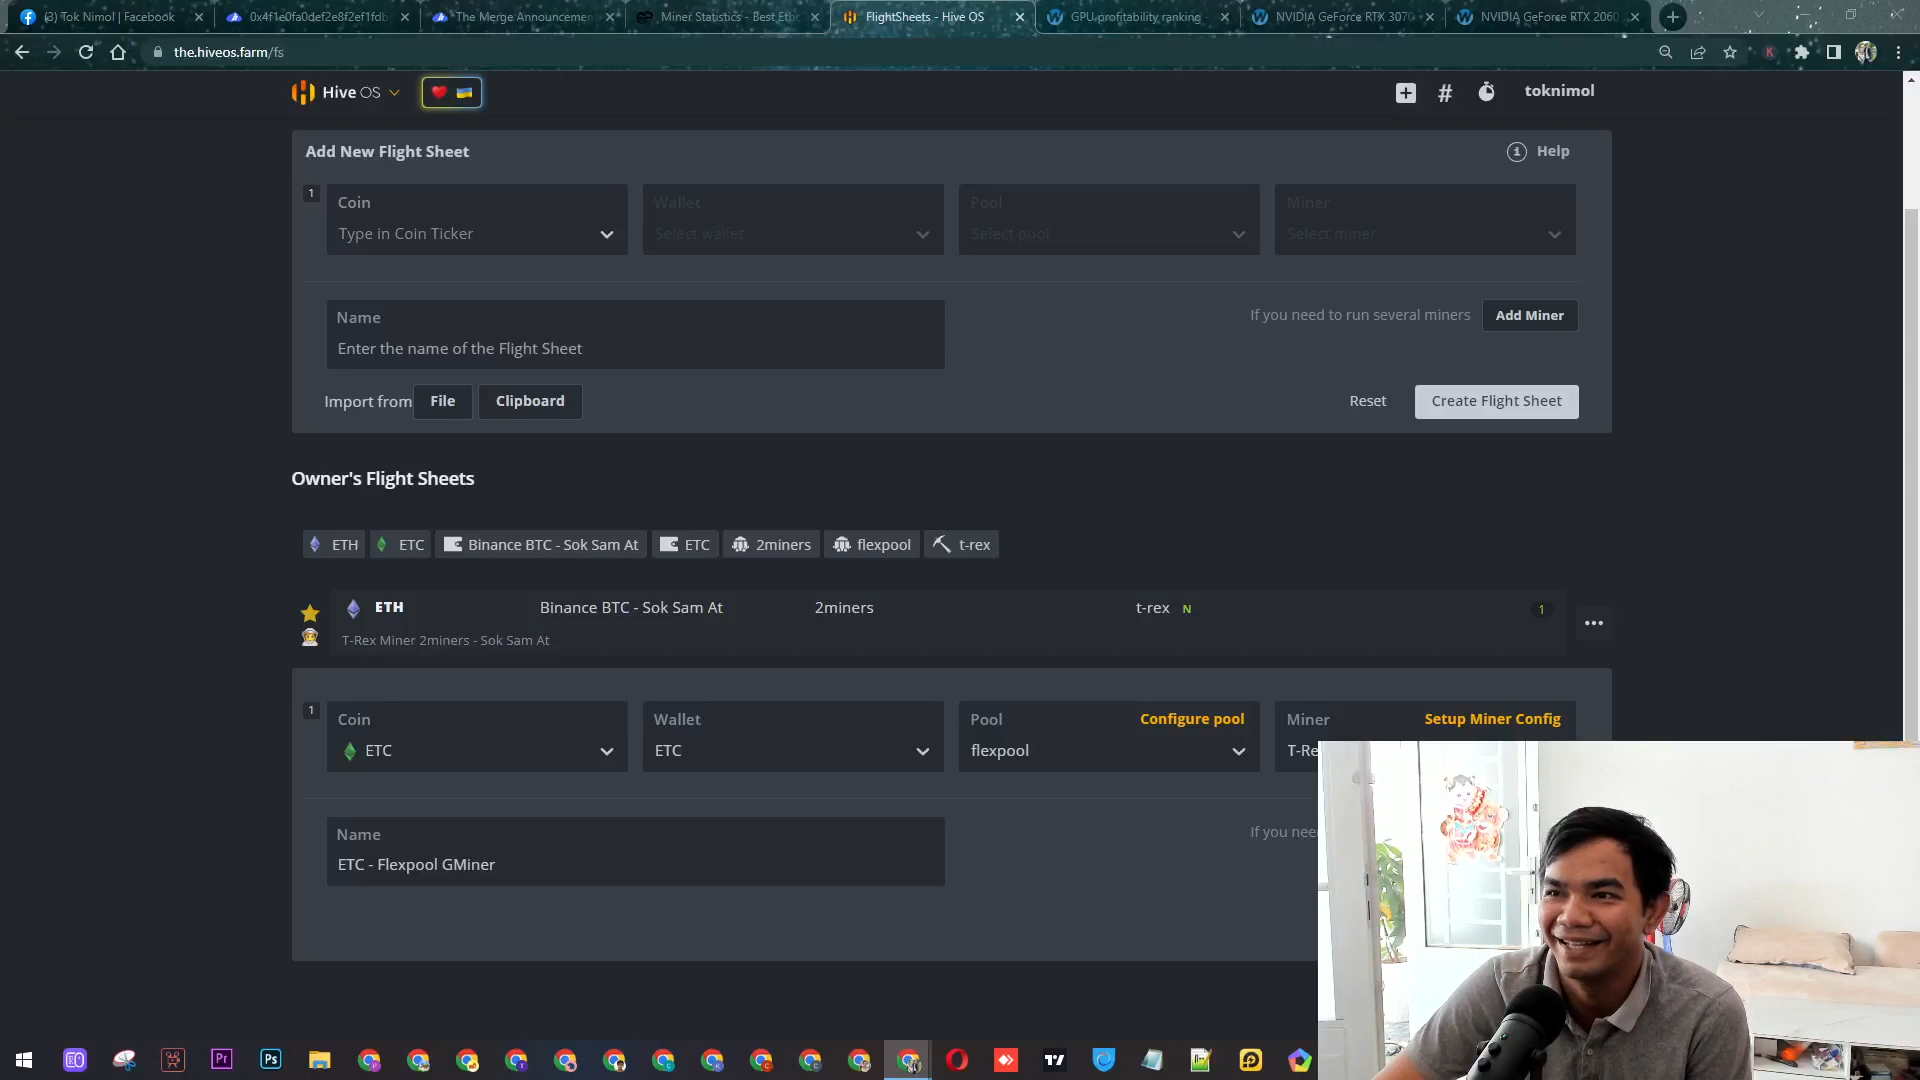 (3) Tok Nimol | Facebook
0x4f1e0fa0def2e8f2ef1fdb
The Merge Announcemen
Miner Statistics - Best Eth
FlightSheets - Hive OS
GPU profitability ranking
NVIDIA GeForce RTX 3070
NVIDIA GeForce RTX 2060
the.hiveos.farm/fs
Hive OS
toknimol
Add New Flight Sheet
Help
1
Coin
Wallet
Pool
Miner
Type in Coin Ticker
Select wallet
Select pool
Select miner
Name
Enter the name of the Flight Sheet
If you need to run several miners
Add Miner
Import from
File
Clipboard
Reset
Create Flight Sheet
Owner's Flight Sheets
ETH
ETC
Binance BTC - Sok Sam At
ETC
2miners
flexpool
t-rex
ETH
Binance BTC - Sok Sam At
2miners
t-rex N
1
T-Rex Miner 2miners - Sok Sam At
1
Coin
Wallet
Pool
Configure pool
Miner
Setup Miner Config
ETC
ETC
flexpool
T-Re
Name
ETC - Flexpool GMiner
If you nee